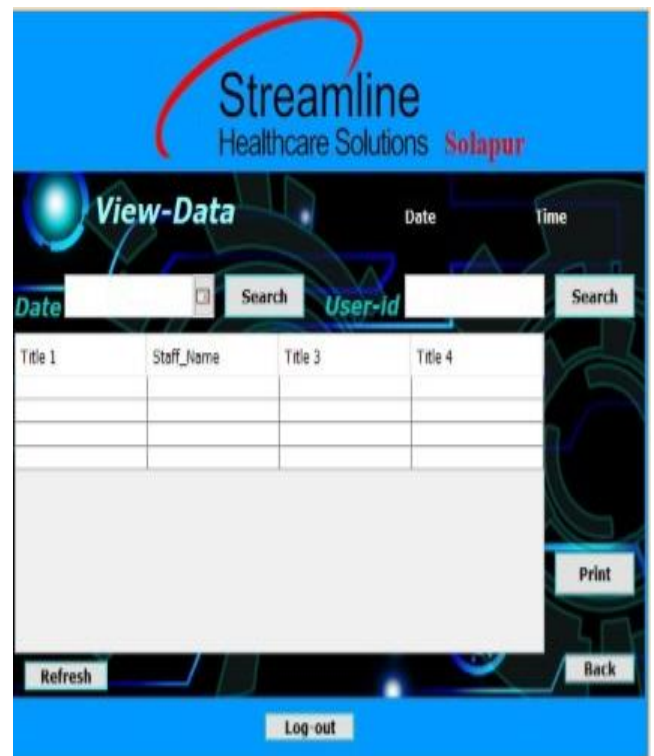 Streamline
Healthcare Solutions Solapur
View-Data
Date Time
Date Search User-id Search
Title 1 Staff_Name Title 3 Title 4
Print
Refresh Back
Log-out